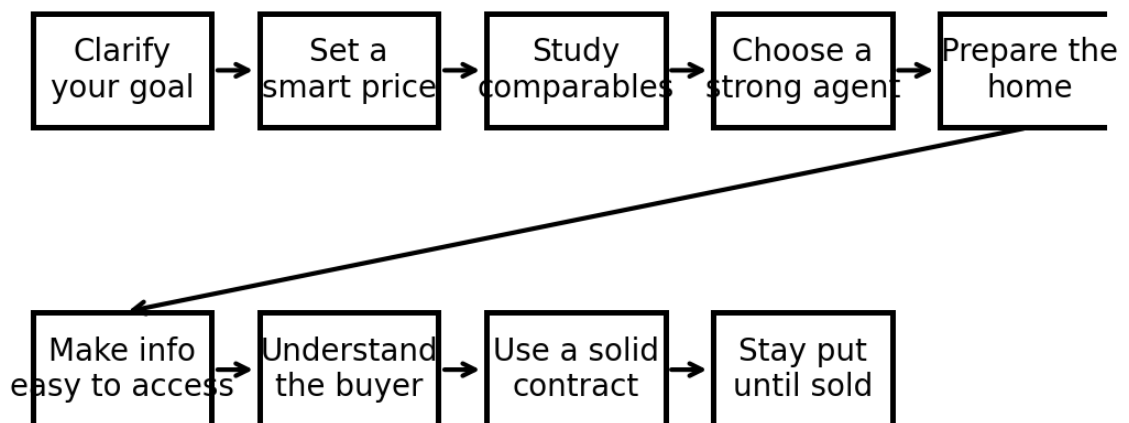 Clarify
your goal
Set a
smart price
Study
comparables
Choose a
strong agent
Prepare the
home
Make info
easy to access
Understand
the buyer
Use a solid
contract
Stay put
until sold